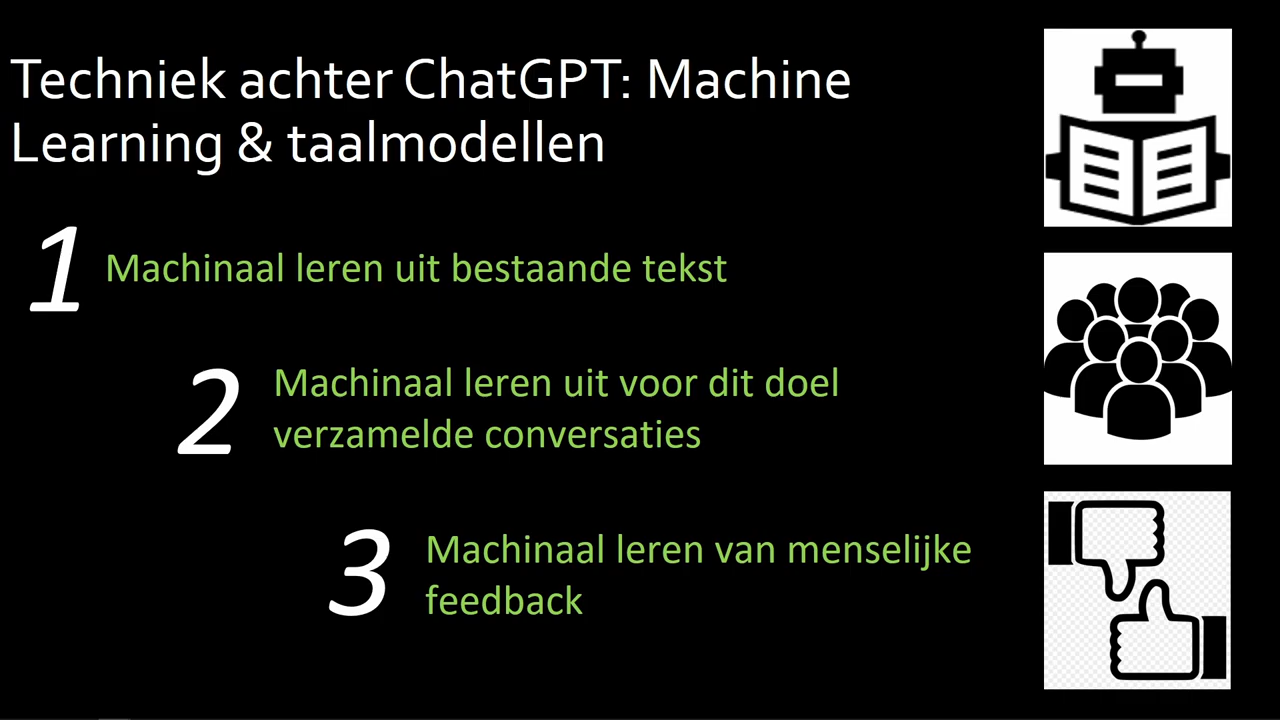 Techniek achter ChatGPT: Machine
Learning & taalmodellen
1
Machinaal leren uit bestaande tekst
2
Machinaal leren uit voor dit doel
verzamelde conversaties
3
Machinaal leren van menselijke
feedback